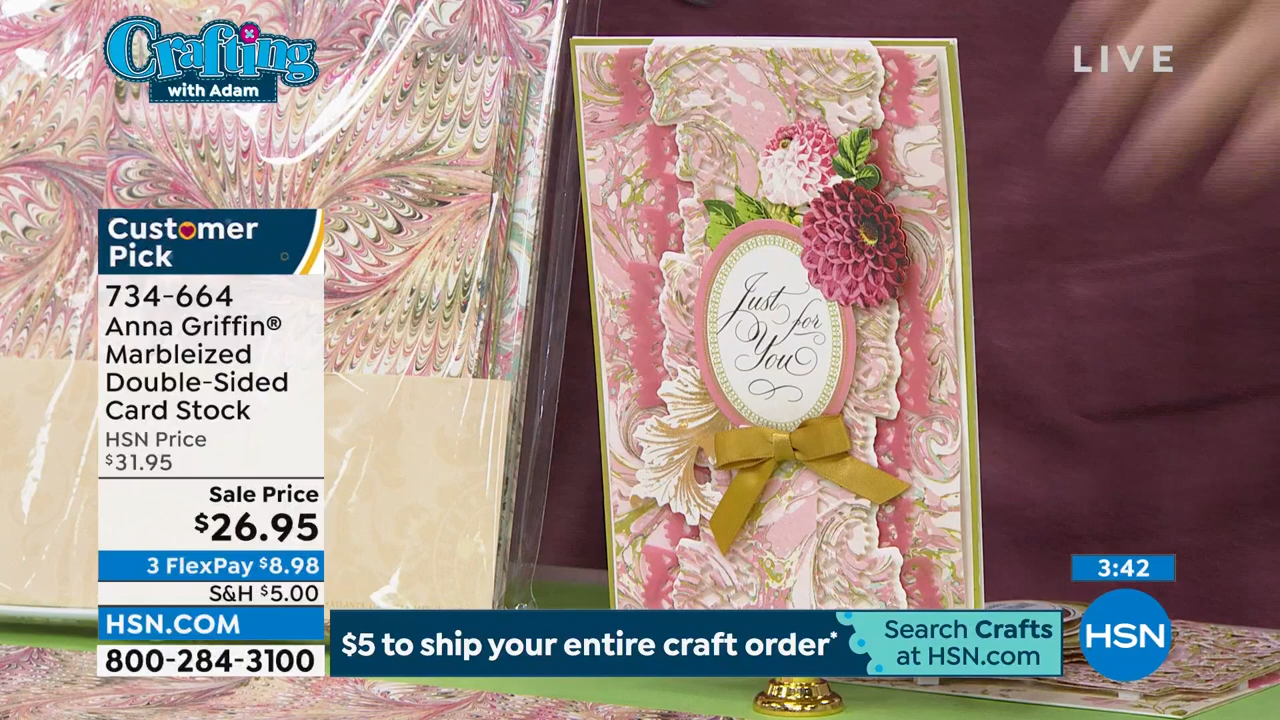 Crafting
with Adam
LIVE
Customer
Pick
734-664
Anna Griffin®
Marbleized
Double-Sided
Card Stock
HSN Price
$31.95
Sale Price
$26.95
3 FlexPay $8.98
S&H $5.00
HSN.COM
800-284-3100
Just for
You
3:42
$5 to ship your entire craft order*
Search Crafts
at HSN.com
HSN